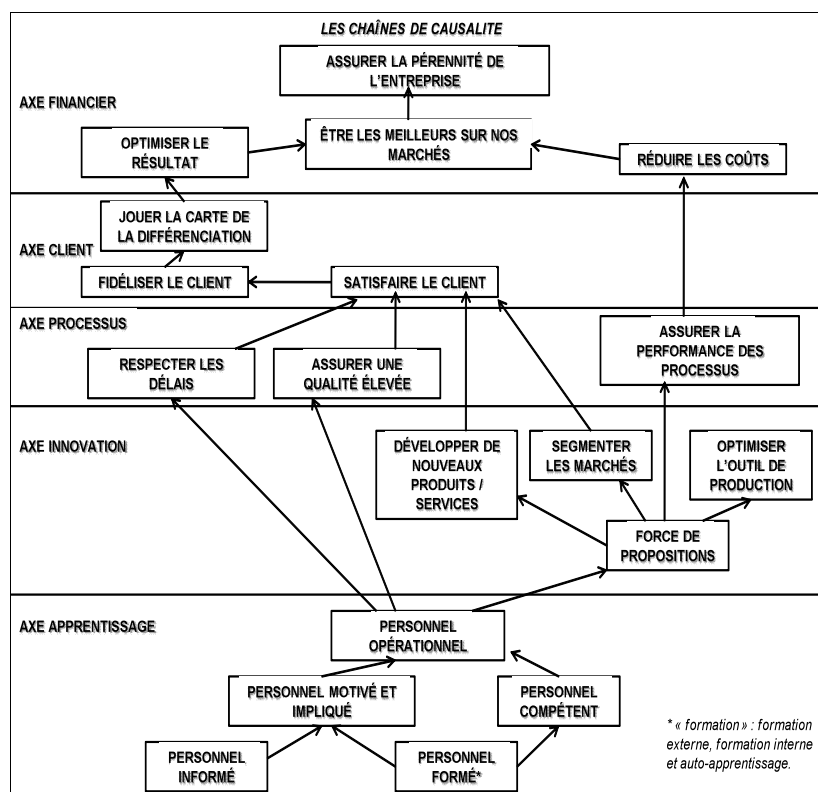 LES CHAÎNES DE CAUSALITE
ASSURER LA PÉRENNITÉ DE
L'ENTREPRISE
AXE FINANCIER
OPTIMISER LE
RÉSULTAT
ÊTRE LES MEILLEURS SUR NOS
MARCHÉS
RÉDUIRE LES COÛTS
JOUER LA CARTE DE
LA DIFFÉRENCIATION
AXE CLIENT
FIDÉLISER LE CLIENT
SATISFAIRE LE CLIENT
AXE PROCESSUS
RESPECTER LES
DÉLAIS
ASSURER UNE
QUALITÉ ÉLEVÉE
ASSURER LA
PERFORMANCE DES
PROCESSUS
AXE INNOVATION
DÉVELOPPER DE
NOUVEAUX
PRODUITS /
SERVICES
SEGMENTER
LES MARCHÉS
OPTIMISER
L'OUTIL DE
PRODUCTION
FORCE DE
PROPOSITIONS
AXE APPRENTISSAGE
PERSONNEL
OPÉRATIONNEL
PERSONNEL MOTIVÉ ET
IMPLIQUÉ
PERSONNEL
COMPÉTENT
PERSONNEL
INFORMÉ
PERSONNEL
FORMÉ*
* « formation » : formation
externe, formation interne
et auto-apprentissage.